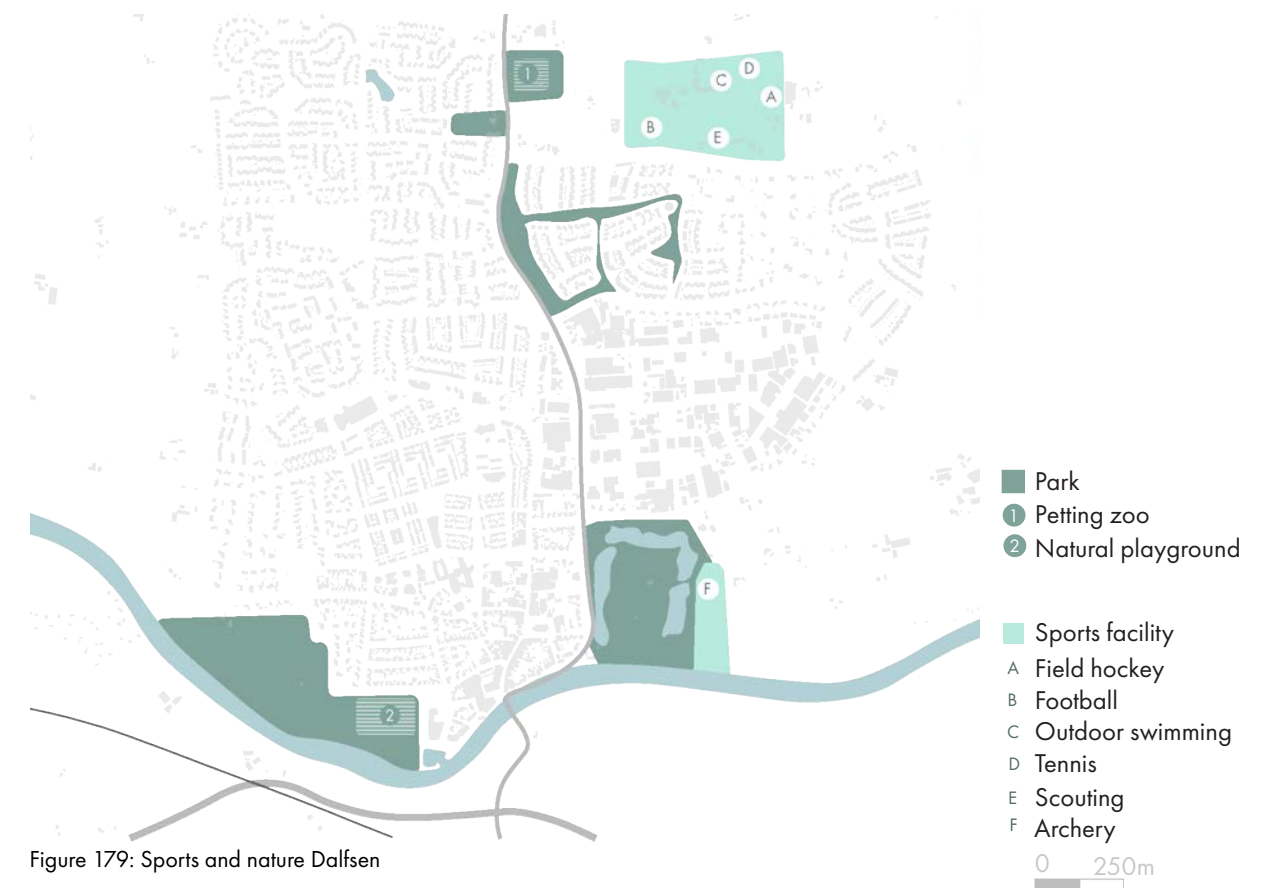 1
D
C
A
B
E
F
2
Park
1 Petting zoo
2 Natural playground
Sports facility
A Field hockey
B Football
C Outdoor swimming
D Tennis
E Scouting
F Archery
0 250m
Figure 179: Sports and nature Dalfsen